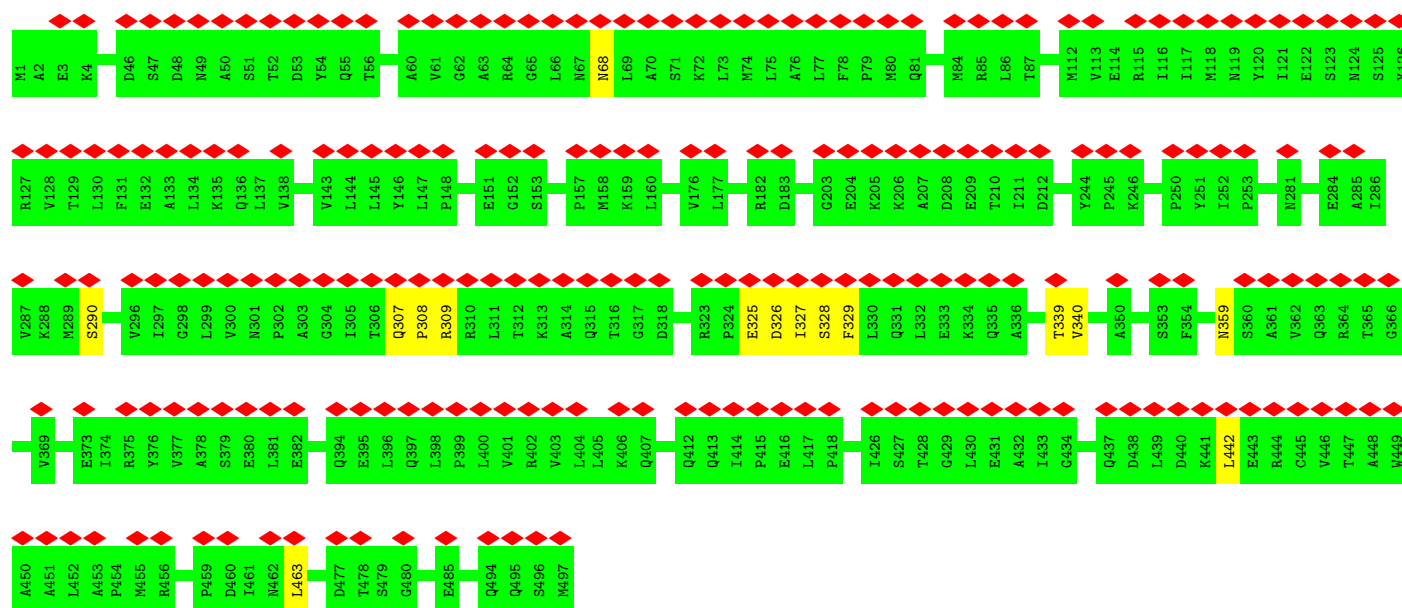 M1 A2 E3 K4 D46 S47 D48 N49 A50 S51 T52 D53 Y54 Q55 T56 A60 V61 G62 A63 R64 G65 L66 N67 N68 L69 A70 S71 K72 L73 M74 L75 A76 L77 F78 P79 M80 Q81 M84 R85 L86 T87 M112 V113 E114 R115 I116 I117 M118 N119 Y120 I121 E122 S123 N124 S125 Y126
R127 V128 T129 L130 F131 E132 A133 L134 K135 Q136 L137 V138 V143 L144 L145 Y146 L147 P148 E151 G152 S153 P157 M158 K159 L160 V176 L177 R182 D183 G203 E204 K205 K206 A207 D208 E209 T210 I211 D212 Y244 P245 K246 P250 Y251 I252 P253 N281 E284 A285 I286
V287 K288 M289 S290 V296 I297 G298 L299 V300 N301 P302 A303 G304 I305 T306 Q307 P308 R309 R310 L311 T312 K313 A314 Q315 T316 G317 D318 R323 P324 E325 D326 I327 S328 F329 L330 Q331 L332 E333 K334 Q335 A336 T339 V340 A350 S353 F354 N359 S360 A361 V362 Q363 R364 T365 G366
V369 E373 I374 R375 Y376 V377 A378 S379 E380 L381 E382 Q394 E395 L396 Q397 L398 P399 L400 V401 R402 V403 L404 L405 K406 Q407 Q412 Q413 I414 P415 E416 L417 P418 I426 S427 T428 G429 L430 E431 A432 I433 G434 Q437 D438 L439 D440 K441 L442 E443 R444 C445 V446 T447 A448 W449
A450 A451 L452 A453 P454 M455 R456 P459 D460 I461 N462 L463 D477 T478 S479 G480 E485 Q494 Q495 S496 M497